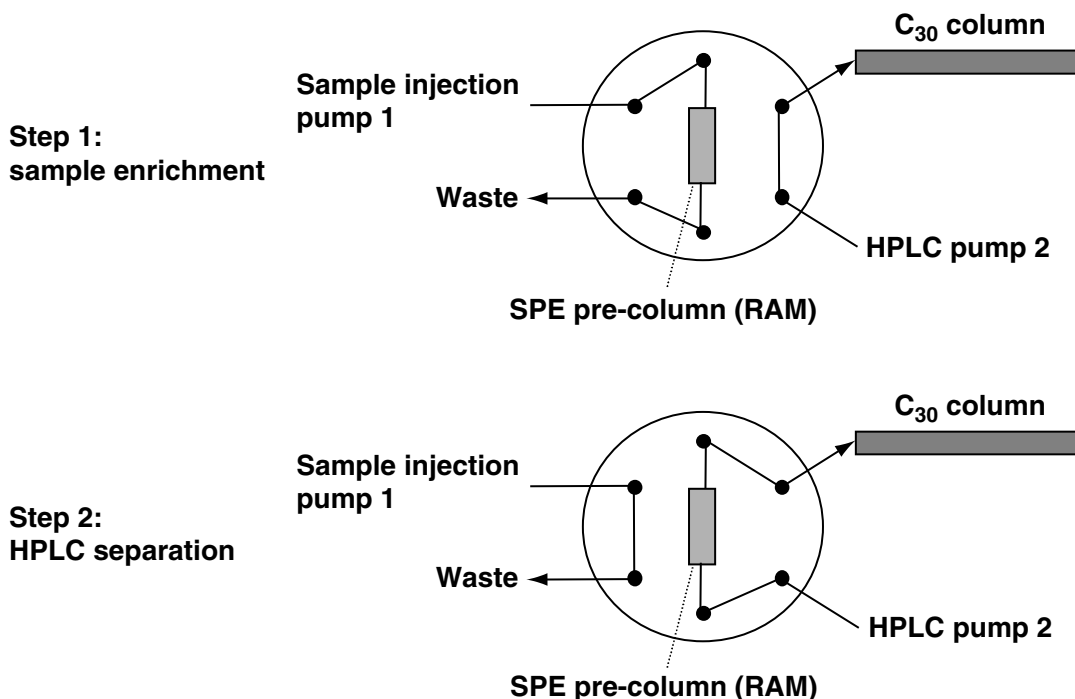 C₃₀ column
Sample injection
pump 1
Step 1:
sample enrichment
Waste
HPLC pump 2
SPE pre-column (RAM)
C₃₀ column
Sample injection
pump 1
Step 2:
HPLC separation
Waste
HPLC pump 2
SPE pre-column (RAM)